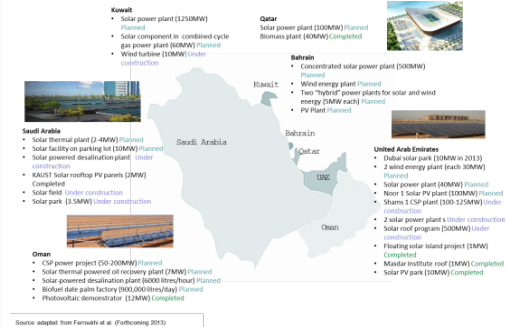 Kuwait
• Solar power plant (1250MW)
Planned
• Solar component in combined-cycle
gas power plant (60MW) Planned
• Wind turbine (10MW) Under
construction
Qatar
Solar power plant (100MW) Planned
Biomass plant (40MW) Completed
Bahrain
• Concentrated solar power plant (500MW)
Planned
• Wind energy plant Planned
• Two "hybrid" power plants for solar and wind
energy (5MW each) Planned
• PV Plant Planned
Kuwait
Saudi Arabia
Bahrain
Qatar
UAE
Oman
Saudi Arabia
• Solar thermal plant (2-4MW) Planned
• Solar facility on parking lot (10MW) Planned
• Solar powered desalination plant Under
construction
• KAUST Solar rooftop PV panels (2MW)
Completed
• Solar field Under construction
• Solar park (3.5MW) Under construction
United Arab Emirates
• Dubai solar park (10MW in 2013)
• 2 wind energy plant (each 30MW)
Planned
• Solar power plant (40MW) Planned
• Noor 1 Solar PV plant (100MW) Planned
• Shams 1 CSP plant (100-125MW) Under
construction
• 2 solar power plant s Under construction
• Solar roof program (500MW) Under
construction
• Floating solar island project (1MW)
Completed
• Masdar Institute roof (1MW) Completed
• Solar PV park (10MW) Completed
Oman
• CSP power project (50-200MW) Planned
• Solar thermal powered oil recovery plant (7MW) Planned
• Solar-powered desalination plant (6000 litres/hour) Planned
• Biofuel date palm factory (900,000 litres/day) Planned
• Photovoltaic demonstrator (12MW) Completed
Source: adapted from Ferroukhi et al. (Forthcoming 2013)